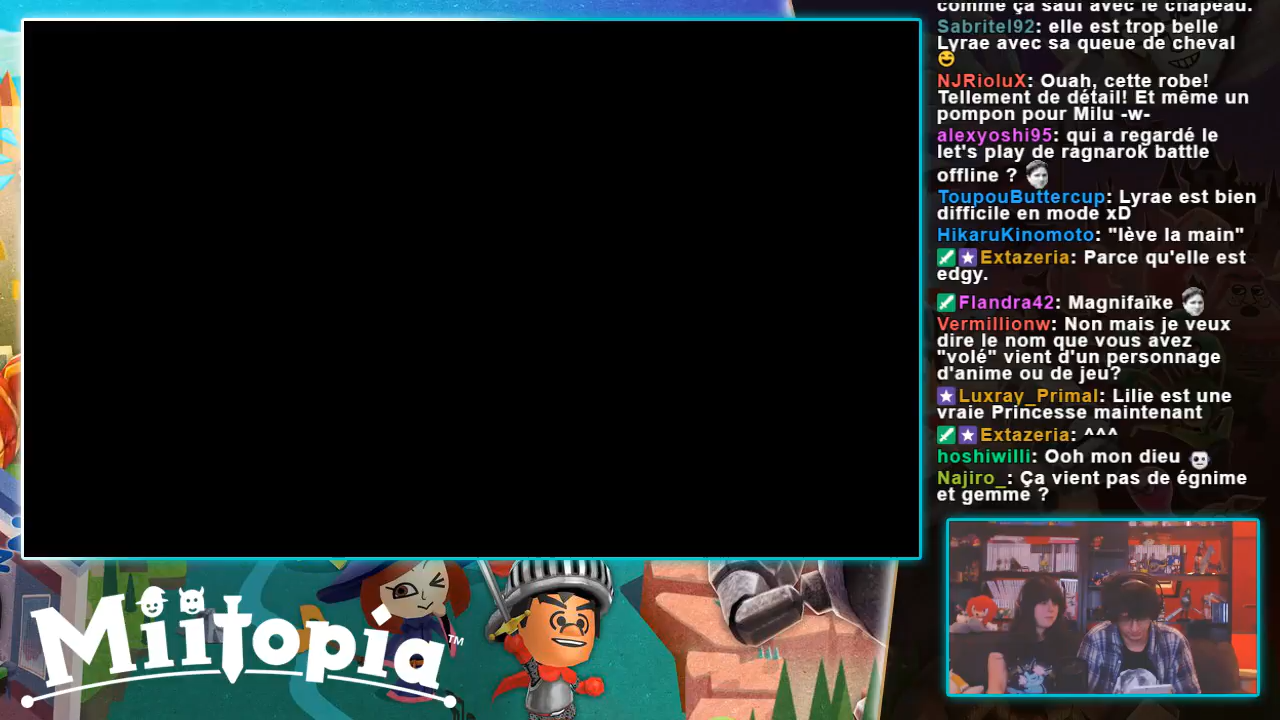 comme ça sauf avec le chapeau.
Sabritel92: elle est trop belle
Lyrae avec sa queue de cheval
NJRioluX: Ouah, cette robe!
Tellement de détail! Et même un
pompon pour Milu -w-
alexyoshi95: qui a regardé le
let's play de ragnarok battle
offline ?
ToupouButtercup: Lyrae est bien
difficile en mode xD
HikaruKinomoto: "lève la main"
Extazeria: Parce qu'elle est
edgy.
Flandra42: Magnifaïke
Vermillionw: Non mais je veux
dire le nom que vous avez
"volé" vient d'un personnage
d'anime ou de jeu?
Luxray_Primal: Lilie est une
vraie Princesse maintenant
Extazeria: ^^^
hoshiwilli: Ooh mon dieu
Najiro_: Ça vient pas de égnime
et gemme ?
Miitopia™